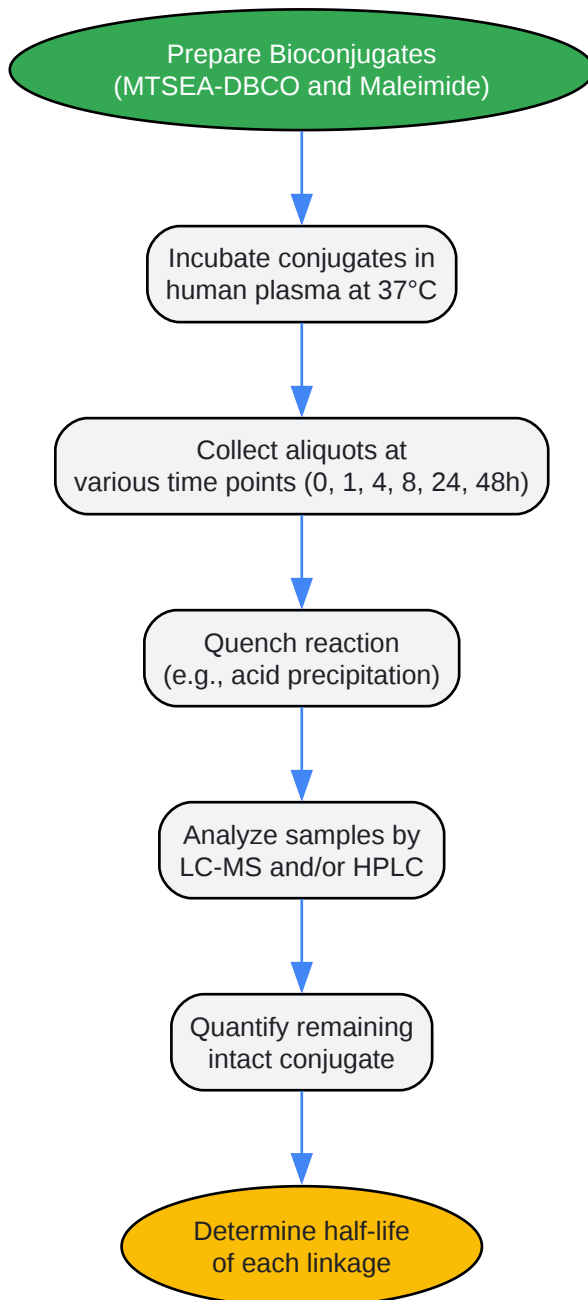 Prepare Bioconjugates
(MTSEA-DBCO and Maleimide)
Incubate conjugates in
human plasma at 37°C
Collect aliquots at
various time points (0, 1, 4, 8, 24, 48h)
Quench reaction
(e.g., acid precipitation)
Analyze samples by
LC-MS and/or HPLC
Quantify remaining
intact conjugate
Determine half-life
of each linkage